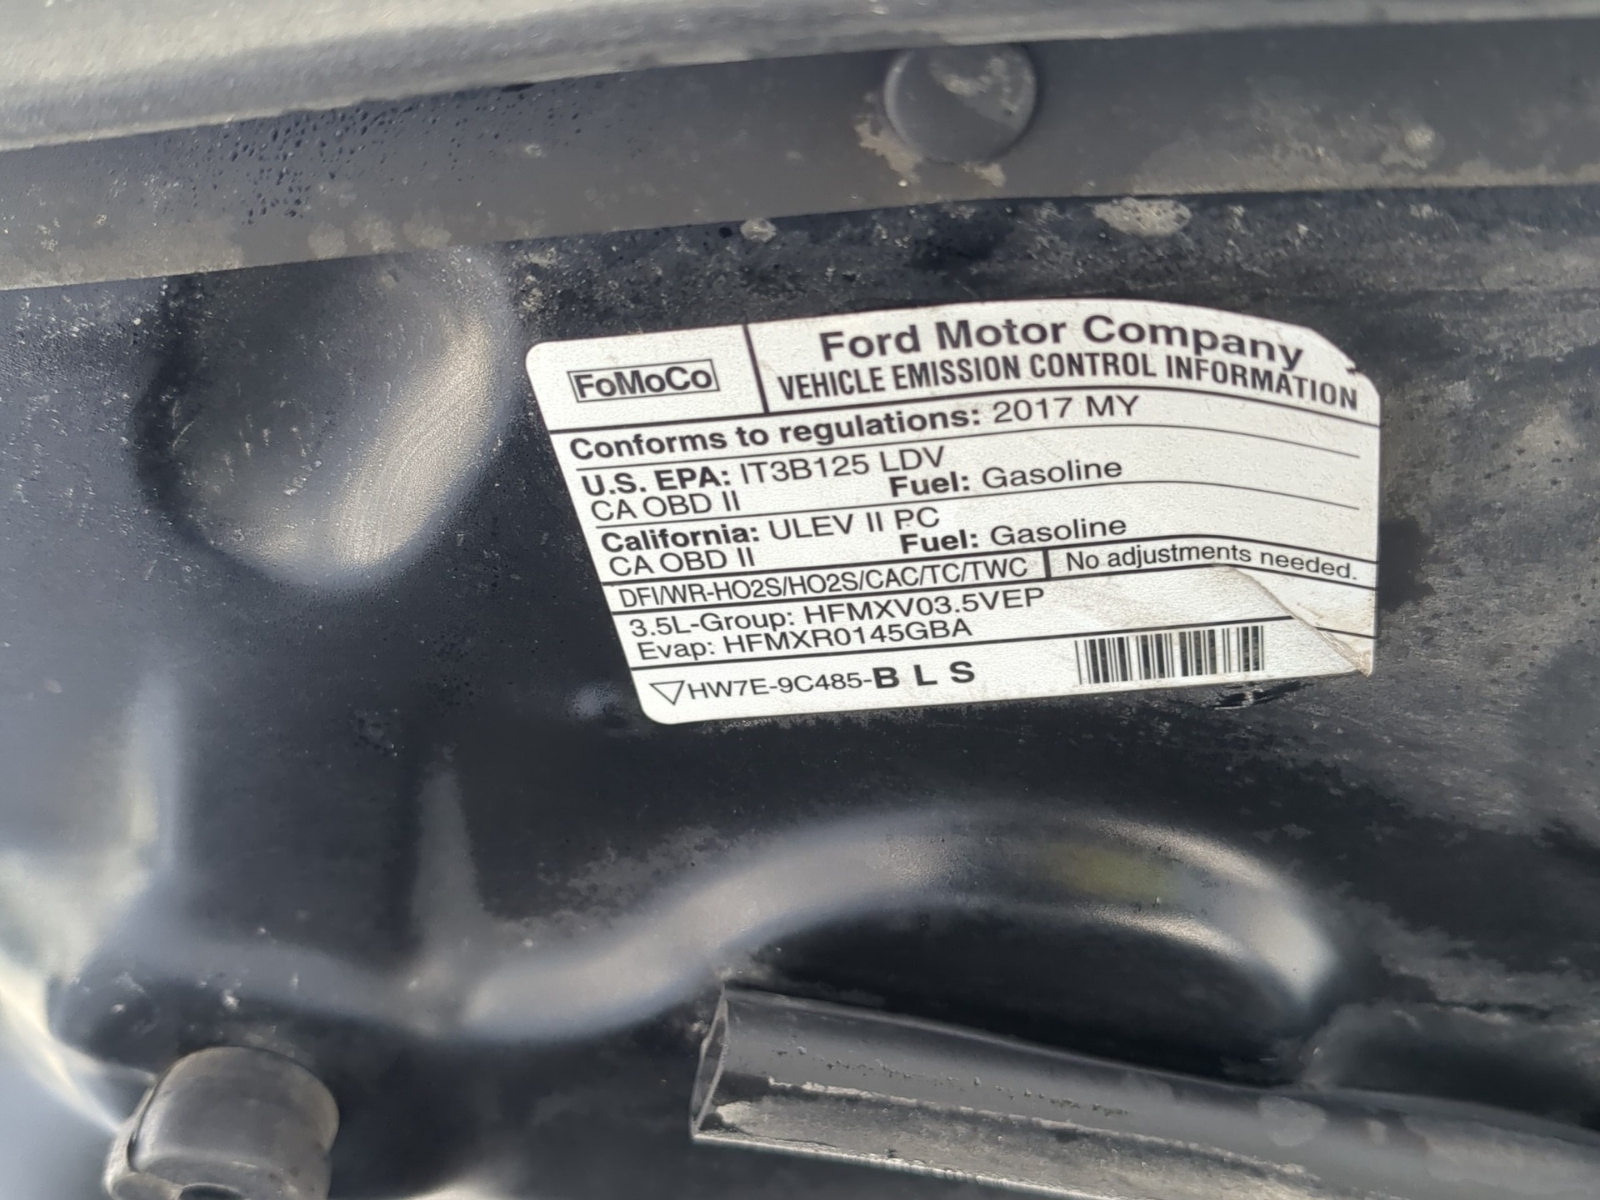 FoMoCo
Ford Motor Company
VEHICLE EMISSION CONTROL INFORMATION
Conforms to regulations: 2017 MY
U.S. EPA: IT3B125 LDV
CA OBD II Fuel: Gasoline
California: ULEV II PC
CA OBD II Fuel: Gasoline
DFI/WR-HO2S/HO2S/CAC/TC/TWC No adjustments needed.
3.5L-Group: HFMXV03.5VEP
Evap: HFMXR0145GBA
HW7E-9C485-B L S